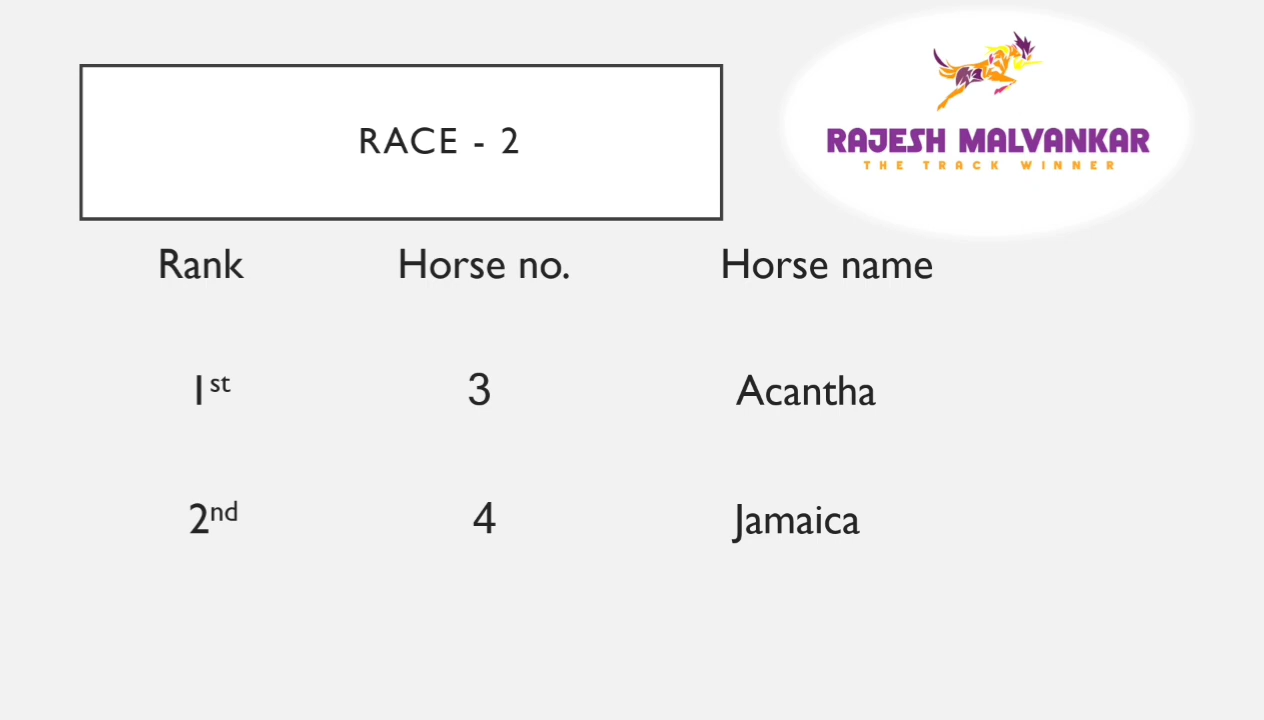 RACE - 2
RAJESH MALVANKAR
THE TRACK WINNER
Rank Horse no. Horse name
1st 3 Acantha
2nd 4 Jamaica